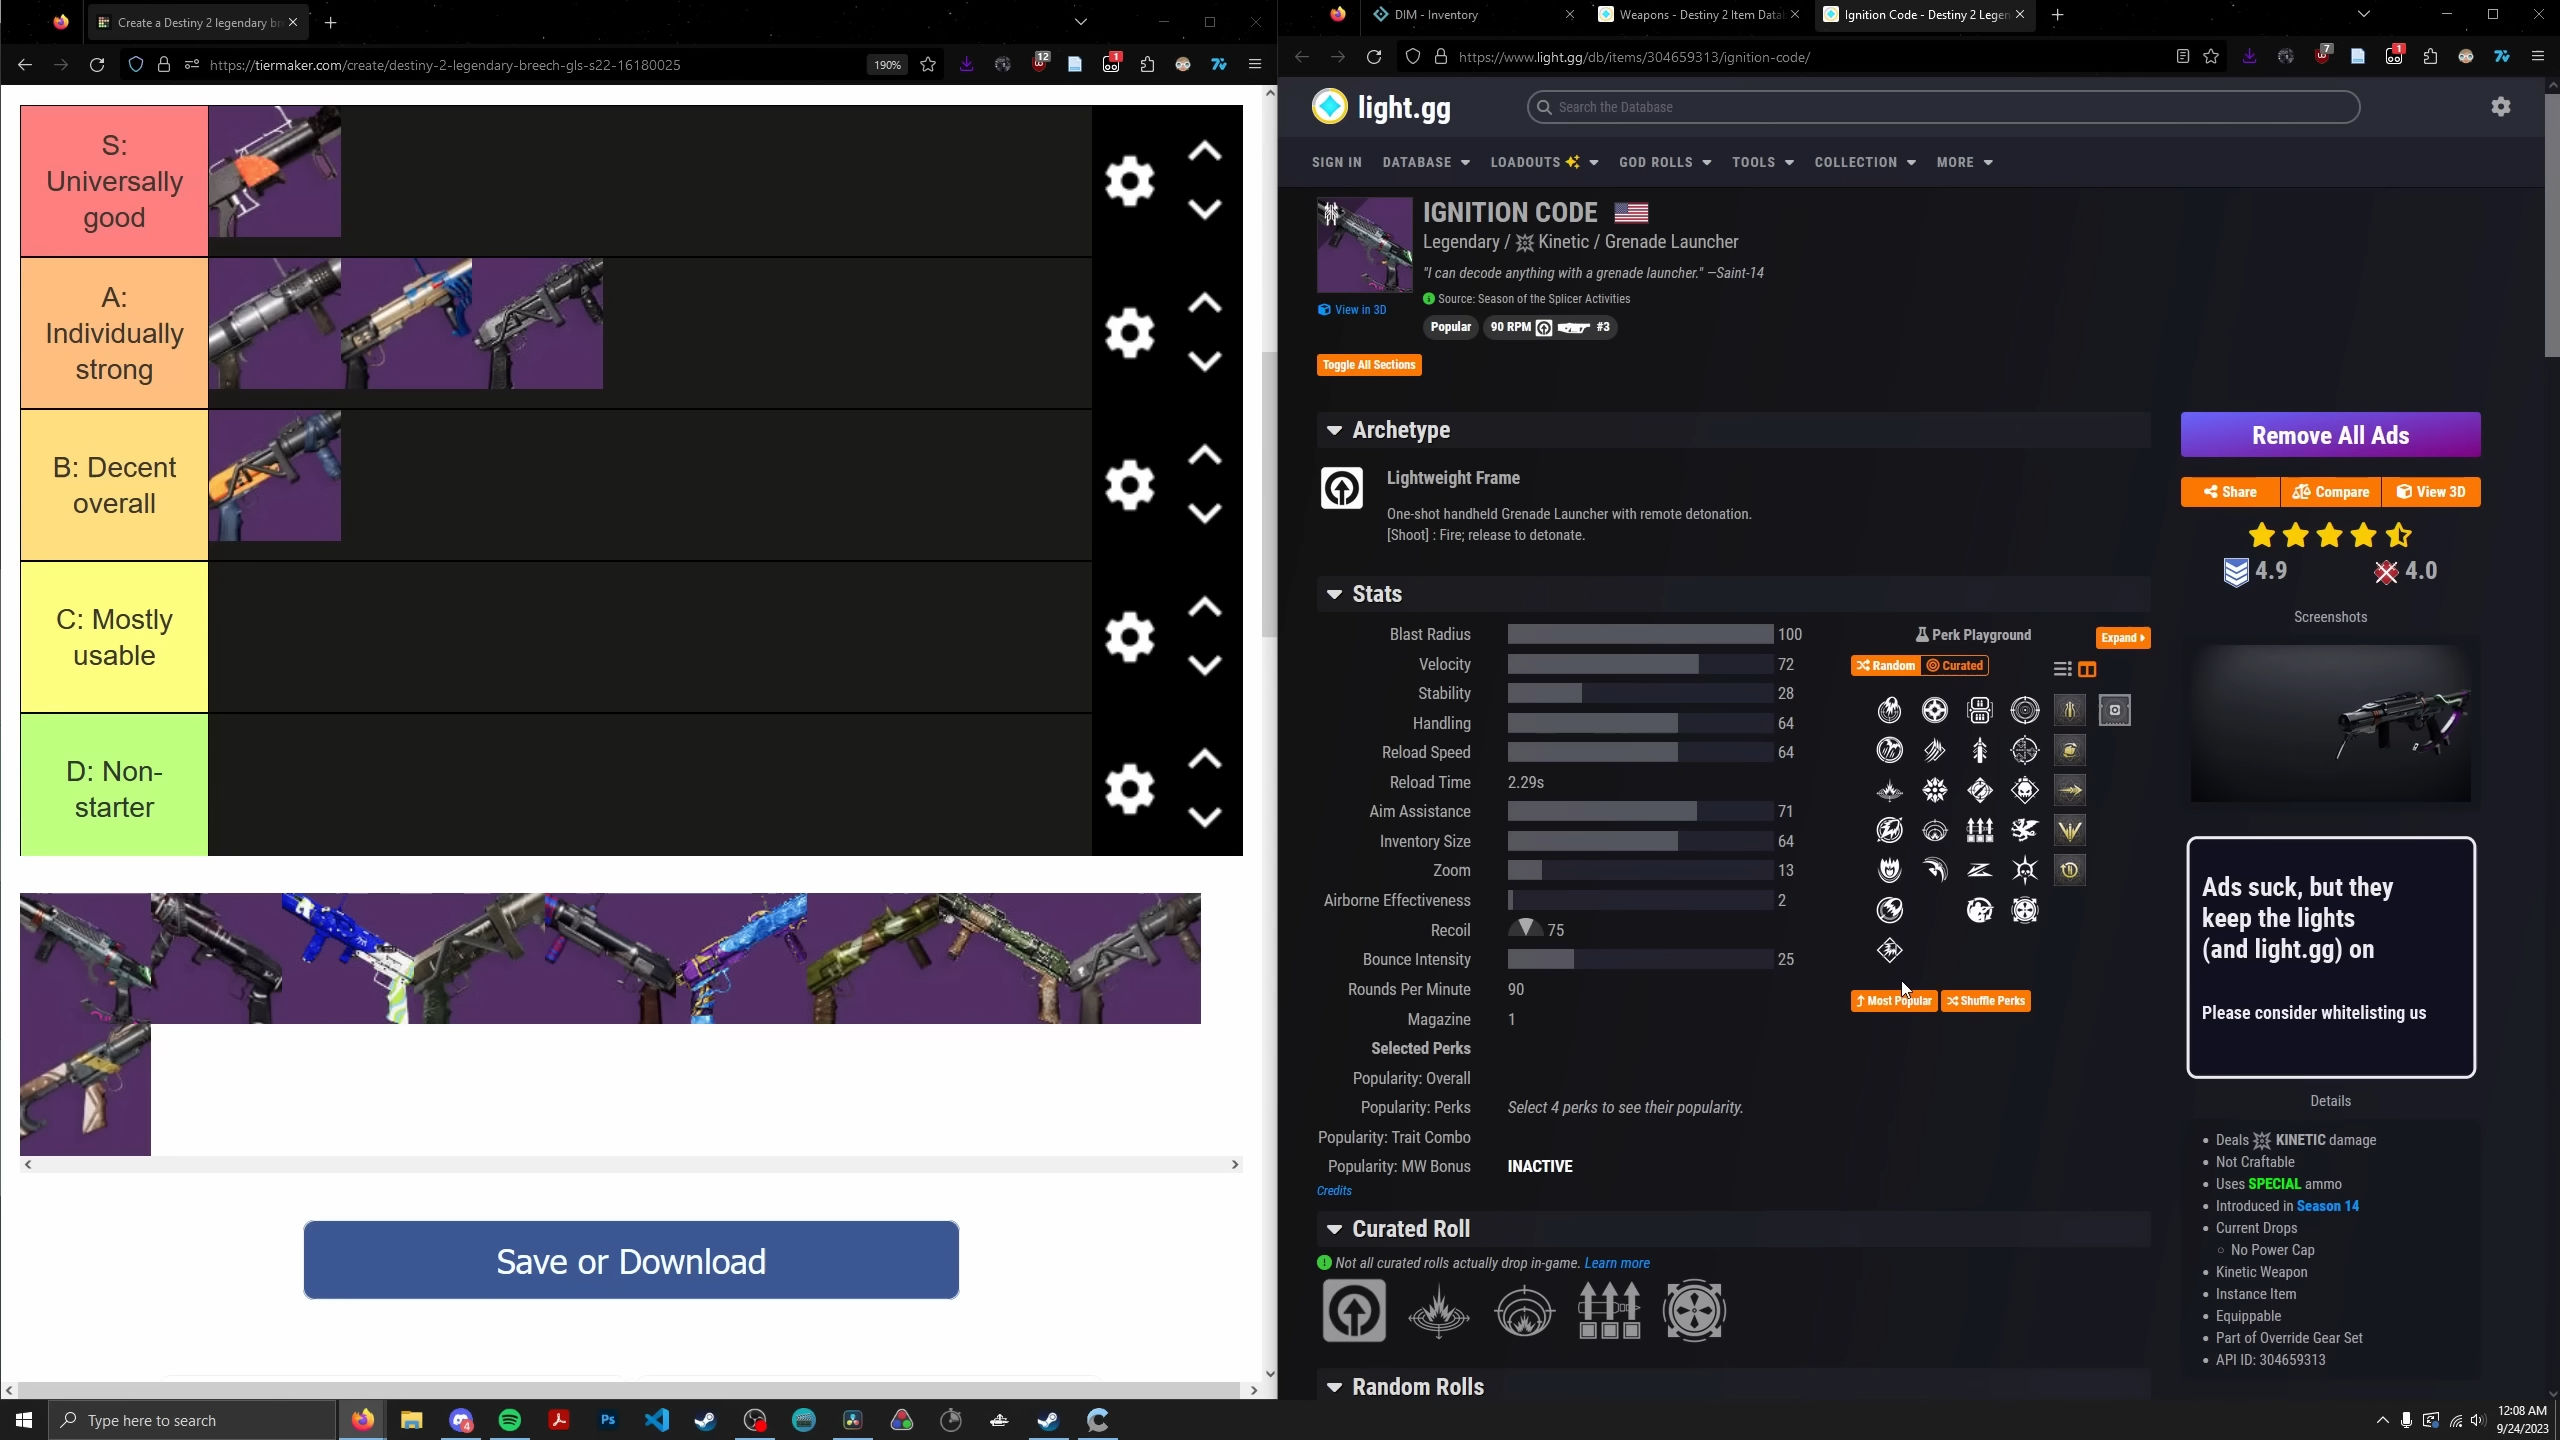 Create a Destiny 2 legendary br
https://tiermaker.com/create/destiny-2-legendary-breech-gls-s22-16180025
190%
12
1
S:
Universally
good
A:
Individually
strong
B: Decent
overall
C: Mostly
usable
D: Non-
starter
Save or Download
DIM - Inventory
Weapons - Destiny 2 Item Data
Ignition Code - Destiny 2 Legen
https://www.light.gg/db/items/304659313/ignition-code/
7
1
light.gg
Search the Database
SIGN IN
DATABASE
LOADOUTS
GOD ROLLS
TOOLS
COLLECTION
MORE
IGNITION CODE
Legendary / Kinetic / Grenade Launcher
"I can decode anything with a grenade launcher." —Saint-14
Source: Season of the Splicer Activities
View in 3D
Popular
90 RPM #3
Toggle All Sections
Archetype
Lightweight Frame
One-shot handheld Grenade Launcher with remote detonation.
[Shoot] : Fire; release to detonate.
Stats
Blast Radius 100
Velocity 72
Stability 28
Handling 64
Reload Speed 64
Reload Time 2.29s
Aim Assistance 71
Inventory Size 64
Zoom 13
Airborne Effectiveness 2
Recoil 75
Bounce Intensity 25
Rounds Per Minute 90
Magazine 1
Selected Perks
Popularity: Overall
Popularity: Perks Select 4 perks to see their popularity.
Popularity: Trait Combo
Popularity: MW Bonus INACTIVE
Credits
Perk Playground
Expand
Random
Curated
Most Popular
Shuffle Perks
Curated Roll
Not all curated rolls actually drop in-game. Learn more
Random Rolls
Remove All Ads
Share
Compare
View 3D
4.9
4.0
Screenshots
Ads suck, but they
keep the lights
(and light.gg) on
Please consider whitelisting us
Details
Deals KINETIC damage
Not Craftable
Uses SPECIAL ammo
Introduced in Season 14
Current Drops
No Power Cap
Kinetic Weapon
Instance Item
Equippable
Part of Override Gear Set
API ID: 304659313
Type here to search
4
Ps
12:08 AM
9/24/2023